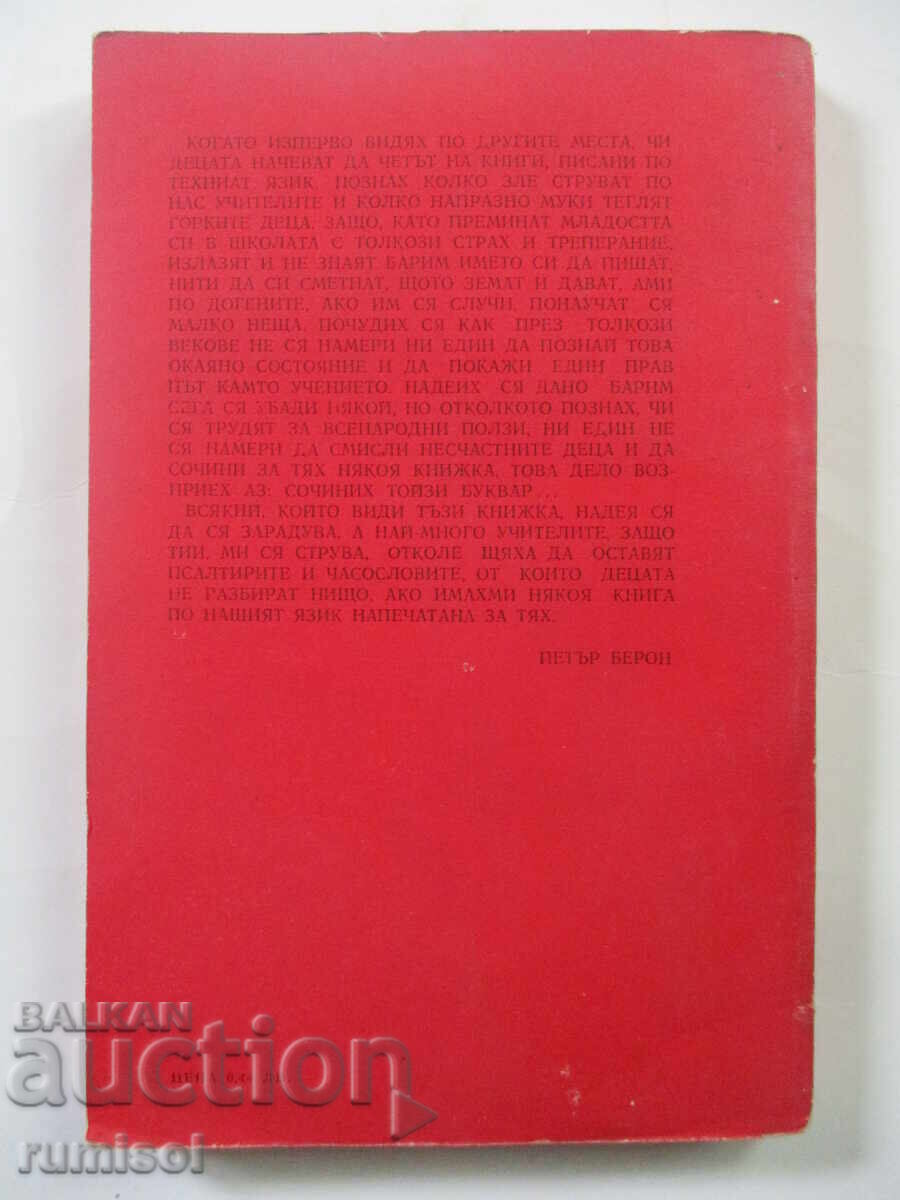 КОГАТО ИЗПЕРВО ВИДЯХ ПО ДРУГИТЕ МЕСТА, ЧИ
ДЕЦАТА НАЧЕВАТ ДА ЧЕТЪТ НА КНИГИ, ПИСАНИ ПО
ТЕХНИАТ ЯЗИК, ПОЗНАХ КОЛКО ЗЛЕ СТРУВАТ ПО
НАС УЧИТЕЛИТЕ И КОЛКО НАПРАЗНО МУКИ ТЕГЛЯТ
ГОРКИТЕ ДЕЦА. ЗАЩО, КАТО ПРЕМИНАТ МЛАДОСТТА
СИ В ШКОЛАТА С ТОЛКОЗИ СТРАХ И ТРЕПЕРАНИЕ,
ИЗЛАЗЯТ И НЕ ЗНАЯТ БАРИМ ИМЕТО СИ ДА ПИШАТ,
НИТИ ДА СИ СМЕТНАТ, ЩОТО ЗЕМАТ И ДАВАТ, АМИ
ПО ДОГЕНИТЕ, АКО ИМ СЯ СЛУЧИ, ПОНАУЧАТ СЯ
МАЛКО НЕЩА. ПОЧУДИХ СЯ КАК ПРЕЗ ТОЛКОЗИ
ВЕКОВЕ НЕ СЯ НАМЕРИ НИ ЕДИН ДА ПОЗНАЙ ТОВА
ОКАЯНО СОСТОЯНИЕ И ДА ПОКАЖИ ЕДИН ПРАВ
ПЪТ КАМТО УЧЕНИЕТО. НАДЕИХ СЯ ДАНО БАРИМ
СЕГА СЯ УБАДИ НЯКОЙ, НО ОТКОЛКОТО ПОЗНАХ, ЧИ
СЯ ТРУДЯТ ЗА ВСЕНАРОДНИ ПОЛЗИ, НИ ЕДИН НЕ
СЯ НАМЕРИ ДА СМИСЛИ НЕСЧАСТНИТЕ ДЕЦА И ДА
СОЧИНИ ЗА ТЯХ НЯКОЯ КНИЖКА, ТОВА ДЕЛО ВОЗ-
ПРИЕХ АЗ: СОЧИНИХ ТОЙЗИ БУКВАР...
ВСЯКИЙ, КОЙТО ВИДИ ТЪЗИ КНИЖКА, НАДЕЯ СЯ
ДА СЯ ЗАРАДУВА, А НАЙ-МНОГО УЧИТЕЛИТЕ, ЗАЩО
ТИИ, МИ СЯ СТРУВА, ОТКОЛЕ ЩЯХА ДА ОСТАВЯТ
ПСАЛТИРИТЕ И ЧАСОСЛОВИТЕ, ОТ КОИТО ДЕЦАТА
НЕ РАЗБИРАТ НИЩО, АКО ИМАХМИ НЯКОЯ КНИГА
ПО НАШИЯТ ЯЗИК НАПЕЧАТАНА ЗА ТЯХ.
ПЕТЪР БЕРОН
BALKAN
auction
ЦЕНА
rumisol